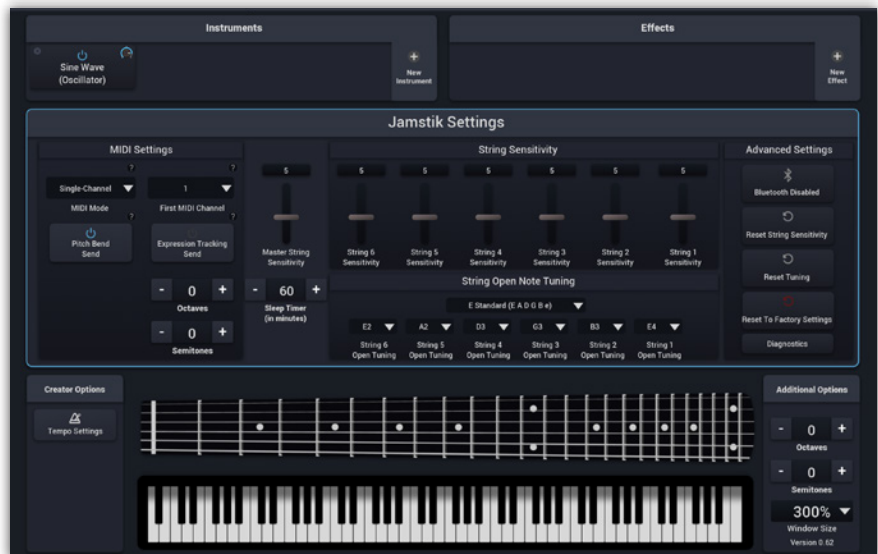 Instruments
Effects
Sine Wave
(Oscillator)
+
New
Instrument
+
New
Effect
Jamstik Settings
MIDI Settings
String Sensitivity
Advanced Settings
?
?
Single-Channel
1
MIDI Mode
First MIDI Channel
?
?
Pitch Bend
Send
Expression Tracking
Send
- 0 +
Octaves
- 0 +
Semitones
5
Master String
Sensitivity
- 60 +
Sleep Timer
(in minutes)
5 5 5 5 5 5
String 6 String 5 String 4 String 3 String 2 String 1
Sensitivity Sensitivity Sensitivity Sensitivity Sensitivity Sensitivity
String Open Note Tuning
E Standard (E A D G B e)
E2 A2 D3 G3 B3 E4
String 6 String 5 String 4 String 3 String 2 String 1
Open Tuning Open Tuning Open Tuning Open Tuning Open Tuning Open Tuning
Bluetooth Disabled
Reset String Sensitivity
Reset Tuning
Reset To Factory Settings
Diagnostics
Creator Options
Tempo Settings
Additional Options
- 0 +
Octaves
- 0 +
Semitones
300%
Window Size
Version 0.62